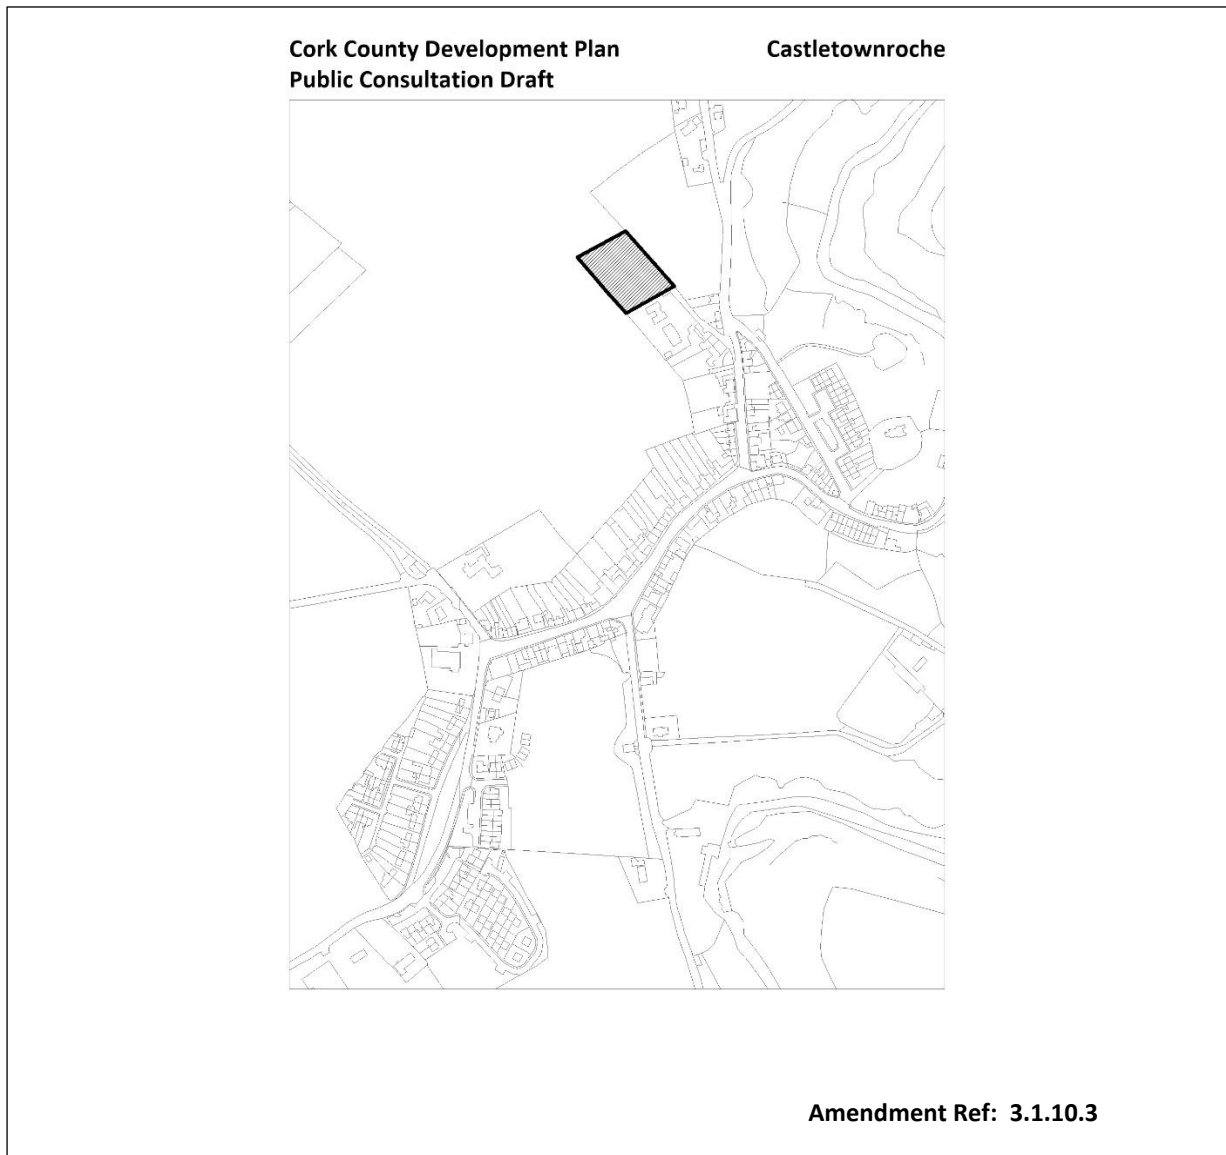 Cork County Development Plan Castletownroche
Public Consultation Draft
Amendment Ref: 3.1.10.3